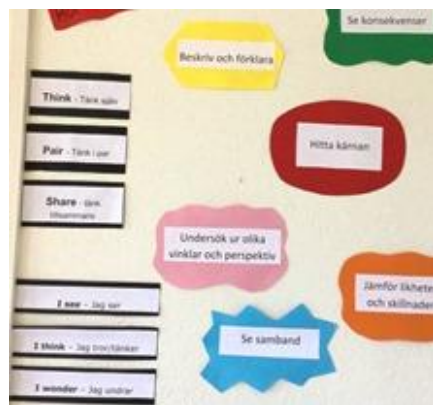 Se konsekvenser
Beskriv och förklara
Think - Tänk själv
Pair - Tänk i par
Hitta kärnan
Share - tänk
tillsammans
Undersök ur olika
vinklar och perspektiv
Jämför likheter
och skillnader
I see - Jag ser
Se samband
I think - Jag tror/tänker
I wonder - Jag undrar